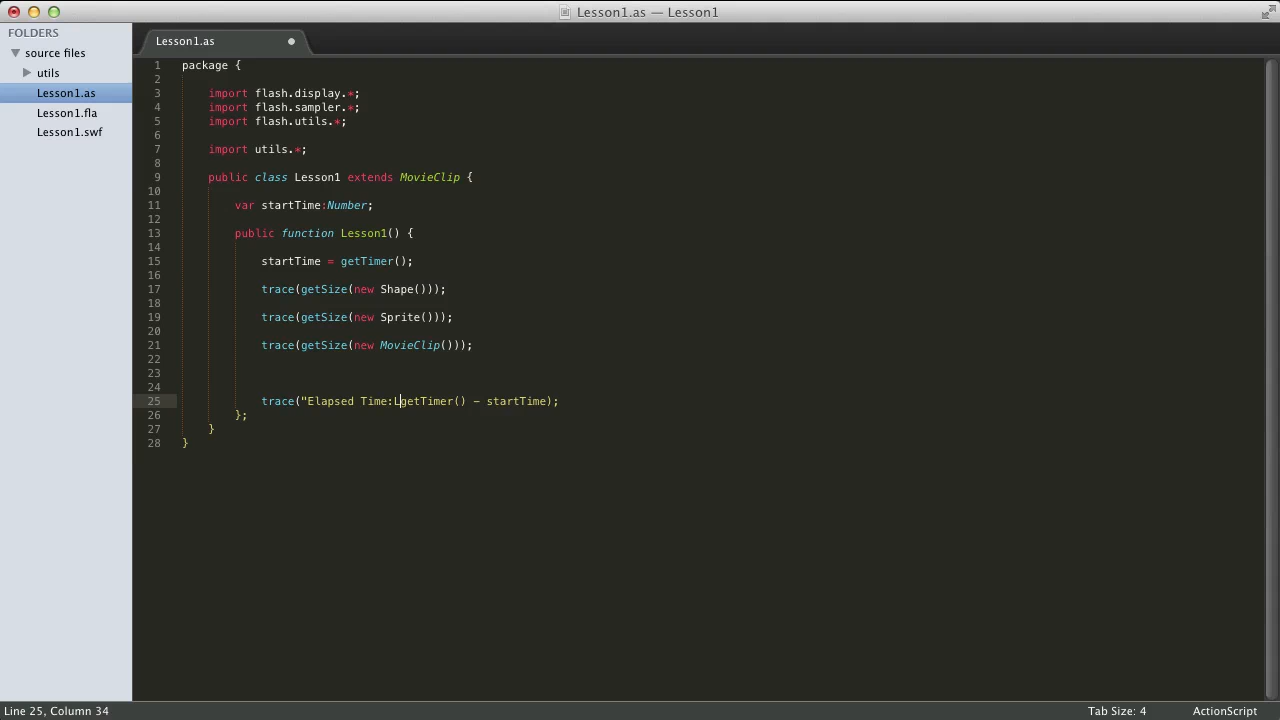 Lesson1.as — Lesson1
FOLDERS
source files
utils
Lesson1.as
Lesson1.fla
Lesson1.swf
Lesson1.as
1 package {
2
3 import flash.display.*;
4 import flash.sampler.*;
5 import flash.utils.*;
6
7 import utils.*;
8
9 public class Lesson1 extends MovieClip {
10
11 var startTime:Number;
12
13 public function Lesson1() {
14
15 startTime = getTimer();
16
17 trace(getSize(new Shape()));
18
19 trace(getSize(new Sprite()));
20
21 trace(getSize(new MovieClip()));
22
23
24
25 trace("Elapsed Time:LgetTimer() - startTime);
26 };
27 }
28 }
Line 25, Column 34
Tab Size: 4
ActionScript